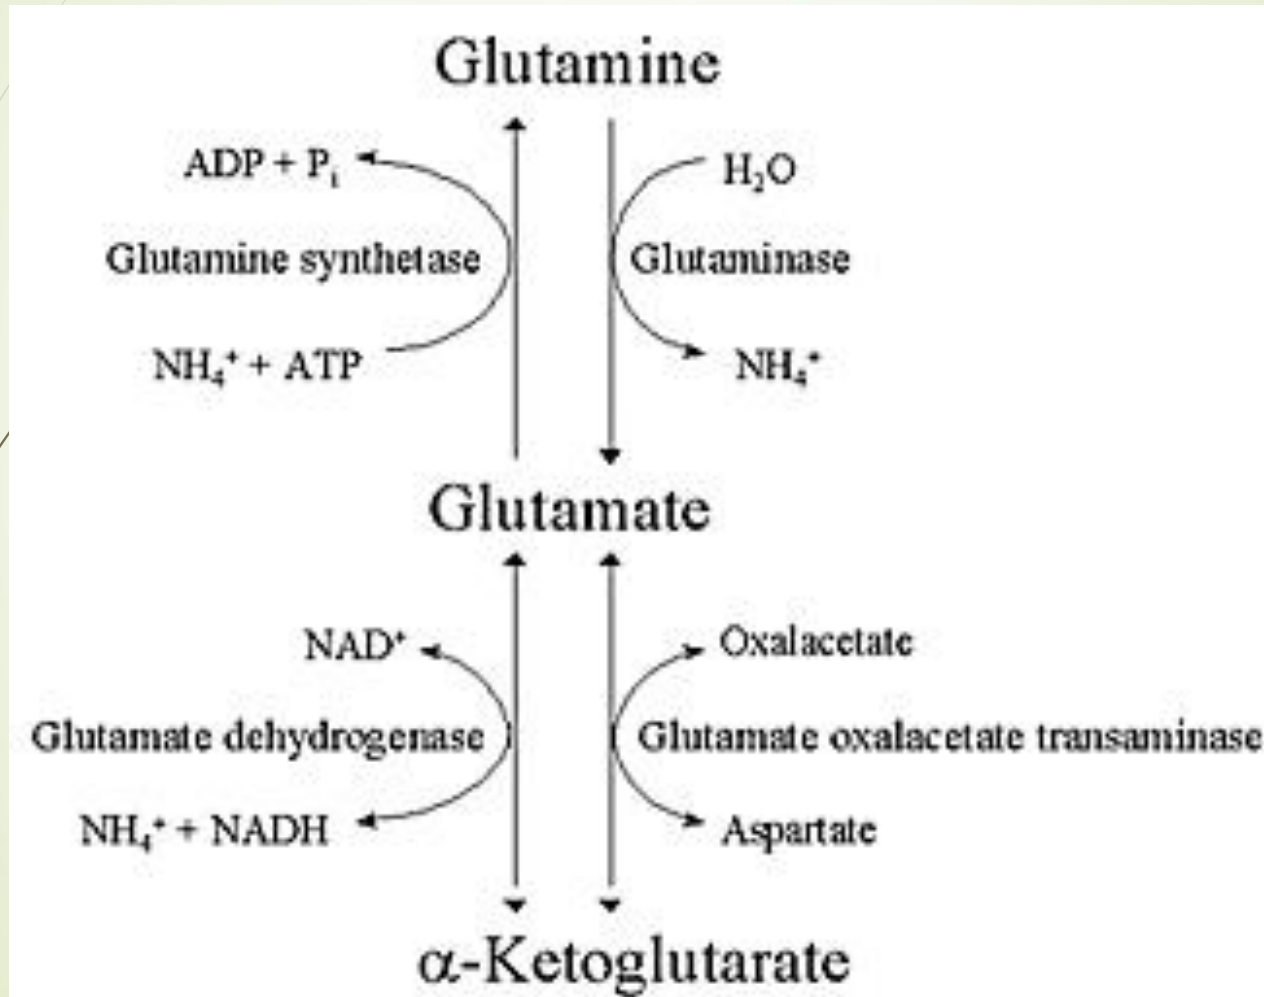 Glutamine
ADP + Pi
H2O
Glutamine synthetase
Glutaminase
NH4+ + ATP
NH4+
Glutamate
NAD+
Oxalacetate
Glutamate dehydrogenase
Glutamate oxalacetate transaminase
NH4+ + NADH
Aspartate
α-Ketoglutarate